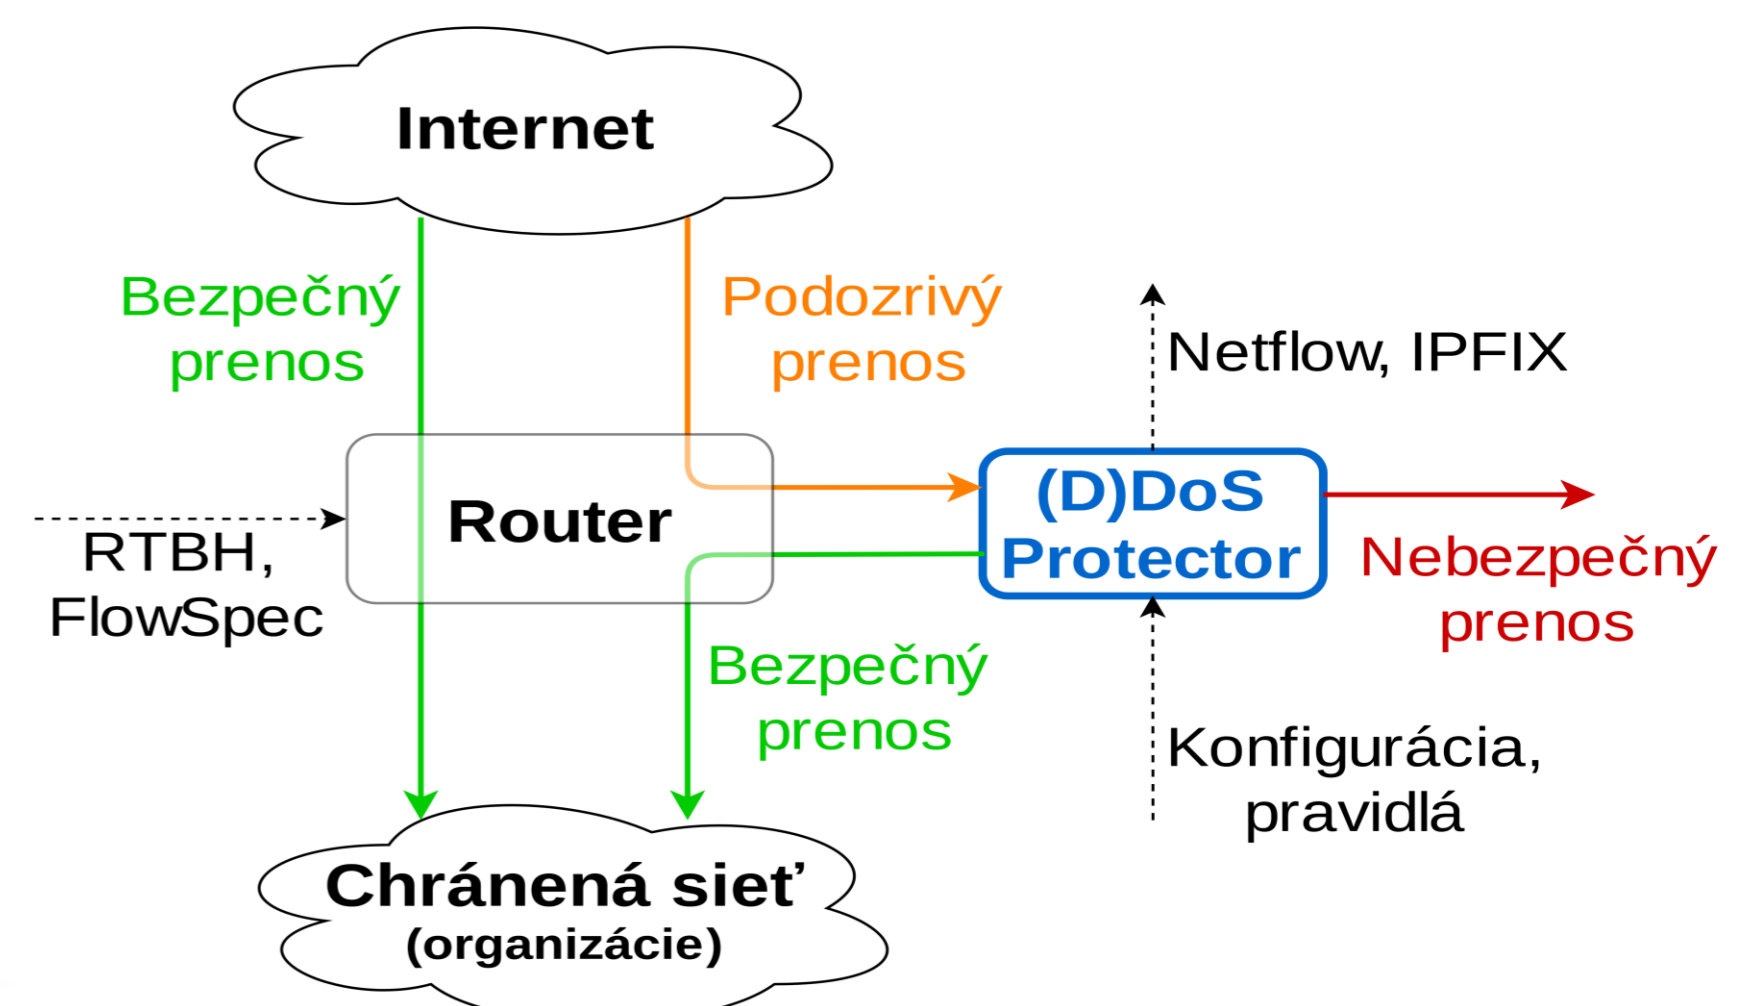 Internet
Bezpečný
prenos
Podozrivý
prenos
Netflow, IPFIX
Router
(D)DoS
Protector
RTBH,
FlowSpec
Nebezpečný
prenos
Bezpečný
prenos
Konfigurácia,
pravidlá
Chránená sieť
(organizácie)